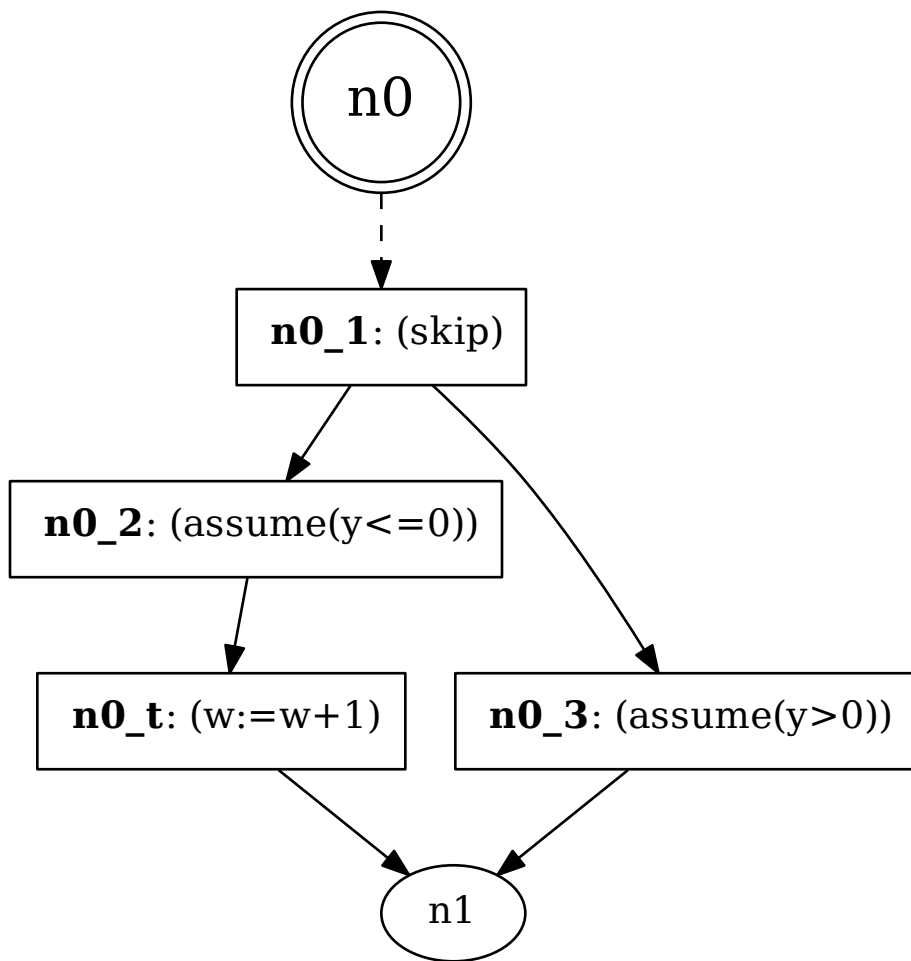 n0
n0_1: (skip)
n0_2: (assume(y<=0))
n0_t: (w:=w+1)
n0_3: (assume(y>0))
n1